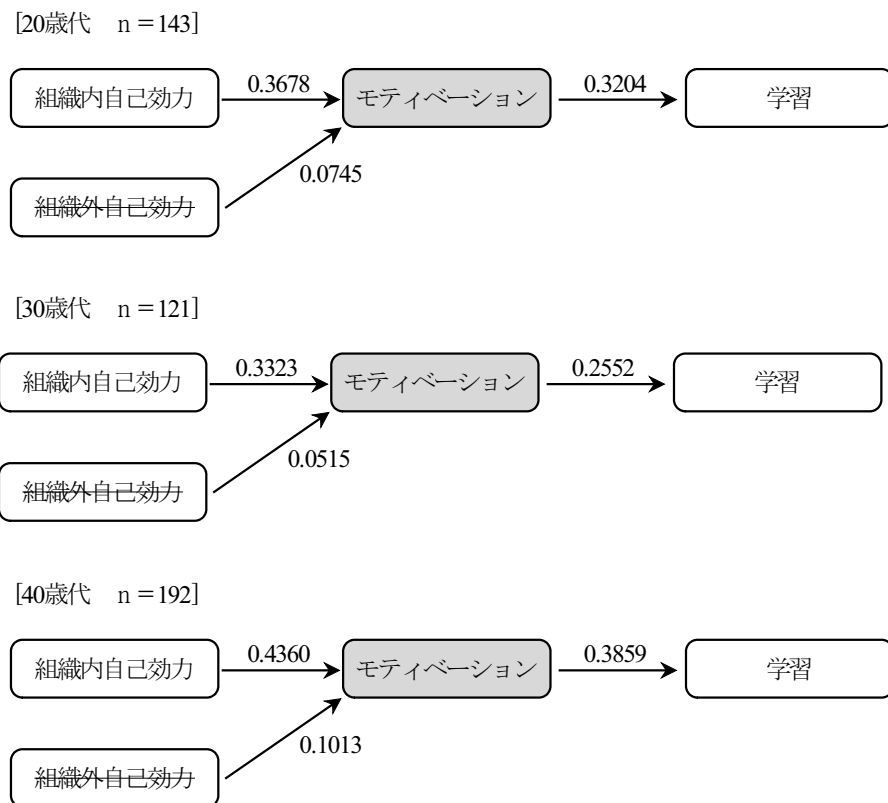 [20歳代　ｎ＝143]
組織内自己効力 0.3678 モティベーション 0.3204 学習
0.0745
組織外自己効力
[30歳代　ｎ＝121]
組織内自己効力 0.3323 モティベーション 0.2552 学習
0.0515
組織外自己効力
[40歳代　ｎ＝192]
組織内自己効力 0.4360 モティベーション 0.3859 学習
0.1013
組織外自己効力